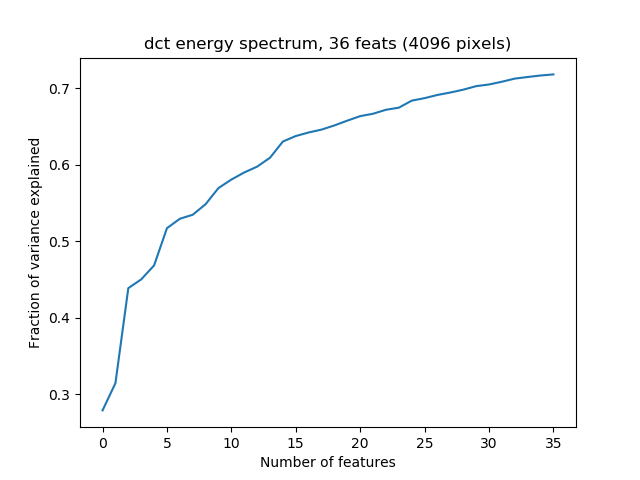 dct energy spectrum, 36 feats (4096 pixels)
Fraction of variance explained
0.7
0.6
0.5
0.4
0.3
0 5 10 15 20 25 30 35
Number of features